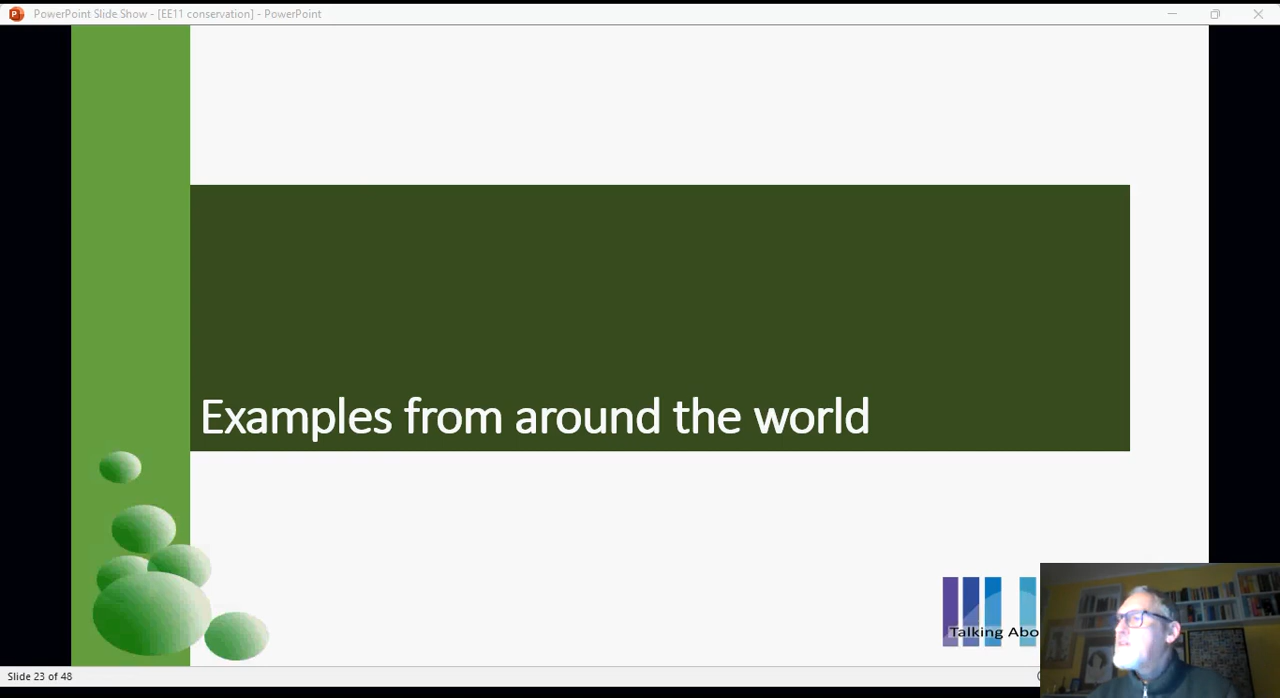 PowerPoint Slide Show - [EE11 conservation] - PowerPoint
Examples from around the world
Talking Abo
Slide 23 of 48